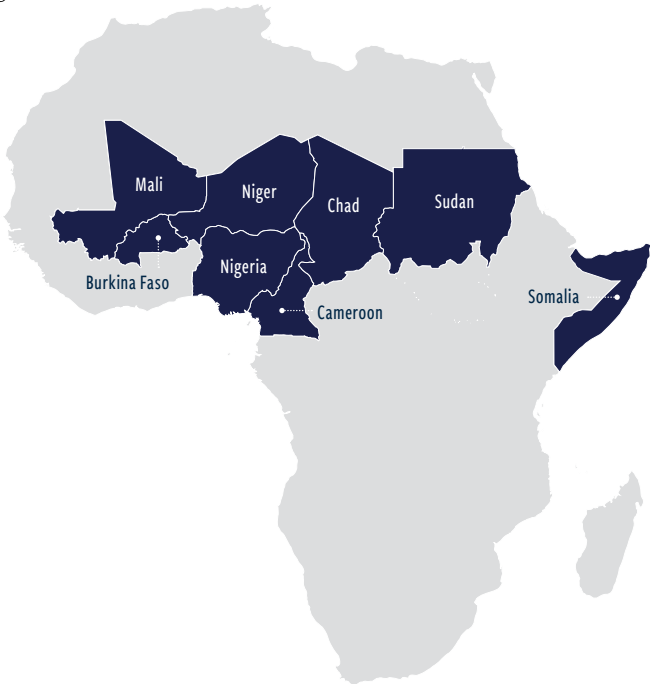 Mali
Niger
Chad
Sudan
Nigeria
Burkina Faso
Somalia
Cameroon